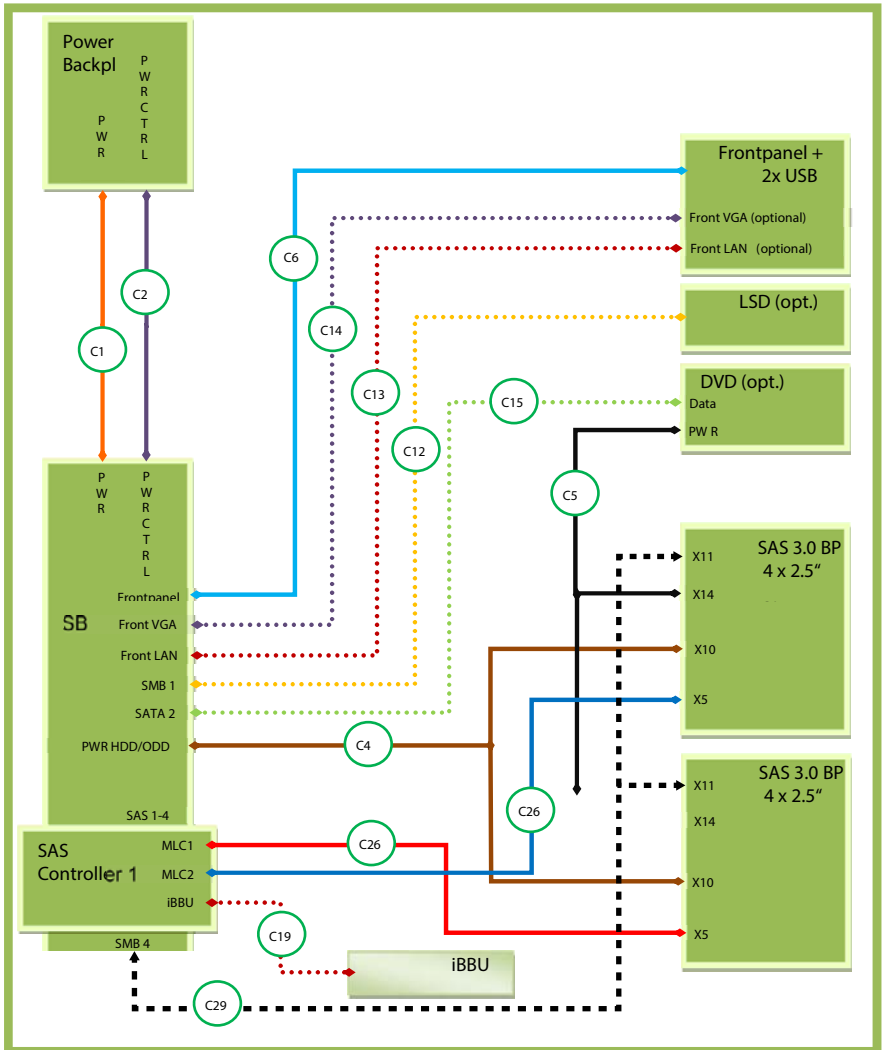 Power
Backpl
PWR
PWRCTRL
Frontpanel +
2x USB
Front VGA (optional)
Front LAN (optional)
C6
C2
C14
C1
LSD (opt.)
C13
DVD (opt.)
Data
PW R
C15
C12
C5
PWR
PWRCTRL
SB
Frontpanel
Front VGA
Front LAN
SMB 1
SATA 2
PWR HDD/ODD
SAS 1-4
C4
SAS 3.0 BP
4 x 2.5“
X11
X14
X10
X5
SAS 3.0 BP
4 x 2.5“
X11
X14
X10
X5
C26
C26
SAS
Controller 1
MLC1
MLC2
iBBU
SMB 4
C19
iBBU
C29